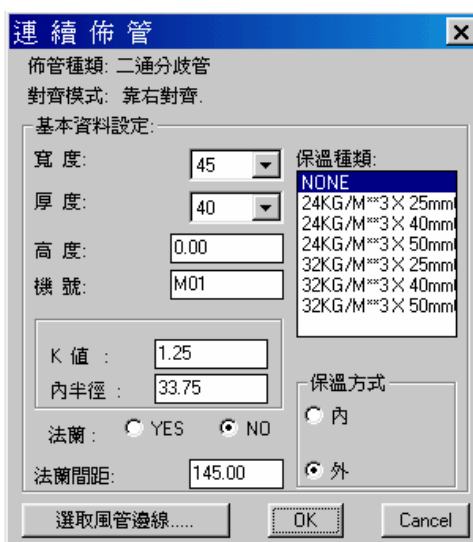 連續佈管
佈管種類: 二通分歧管
對齊模式: 靠右對齊.
基本資料設定:
寬 度: 45
厚 度: 40
高 度: 0.00
機 號: M01
保溫種類:
NONE
24KG/M**3 X 25mm
24KG/M**3 X 40mm
24KG/M**3 X 50mm
32KG/M**3 X 25mm
32KG/M**3 X 40mm
32KG/M**3 X 50mm
K 值 : 1.25
內半徑 : 33.75
法蘭 : YES NO
法蘭間距: 145.00
保溫方式
內
外
選取風管邊線.....
OK
Cancel